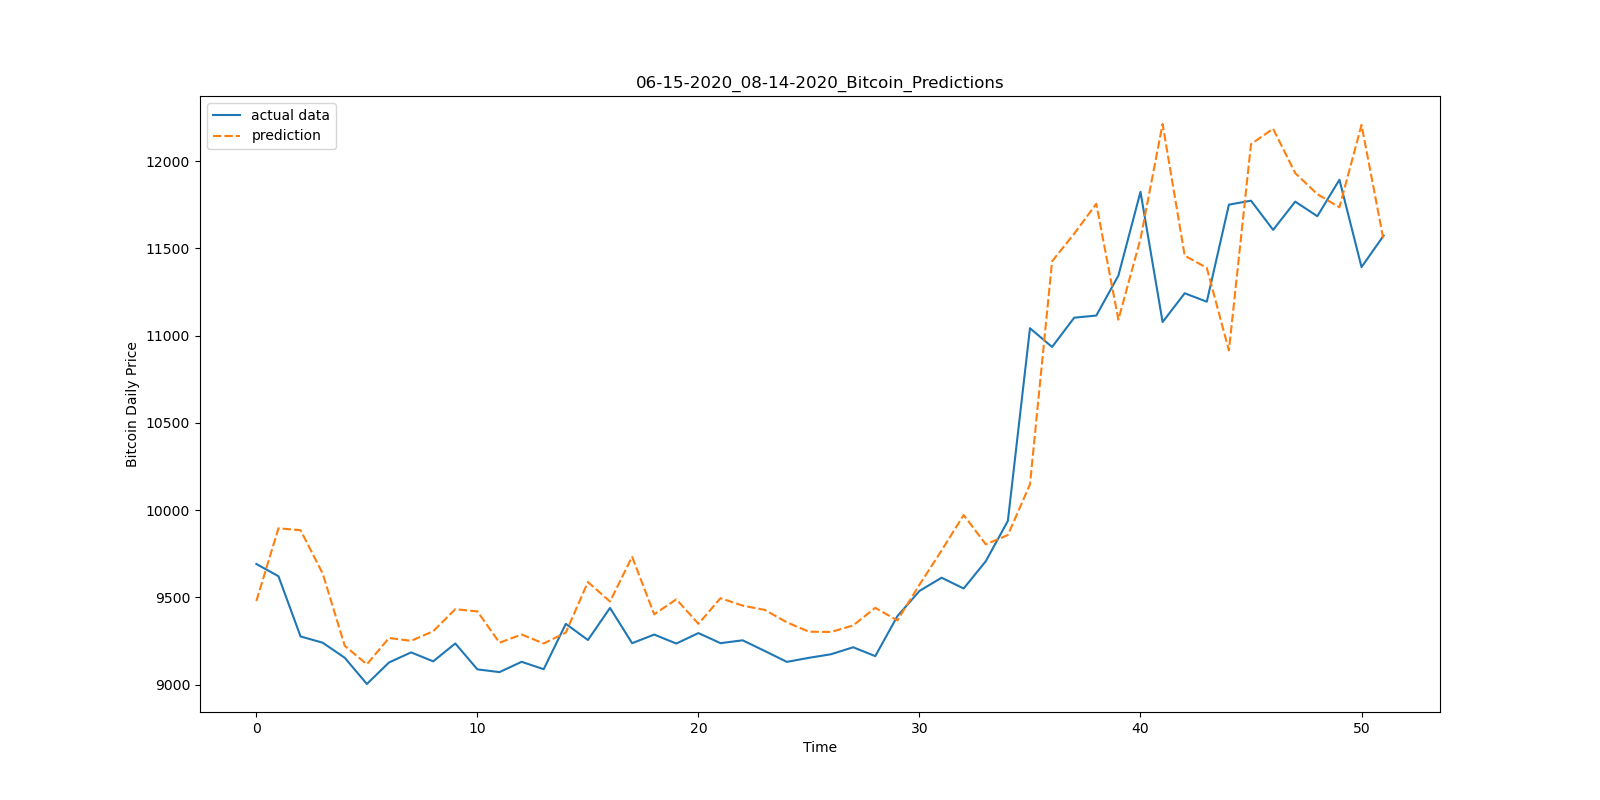 06-15-2020_08-14-2020_Bitcoin_Predictions
actual data
prediction
12000
11500
11000
10500
10000
9500
9000
Bitcoin Daily Price
0 10 20 30 40 50
Time